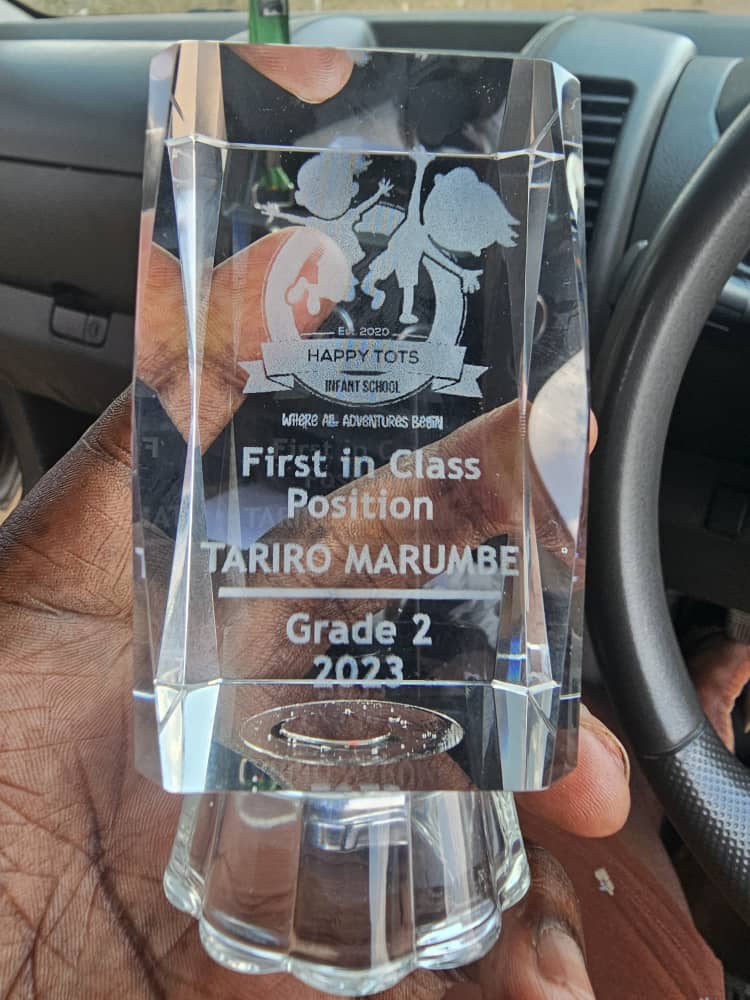 Est. 2020
HAPPY TOTS
INFANT SCHOOL
WHERE ALL ADVENTURES BEGIN
First in Class
Position
TARIRO MARUMBE
Grade 2
2023